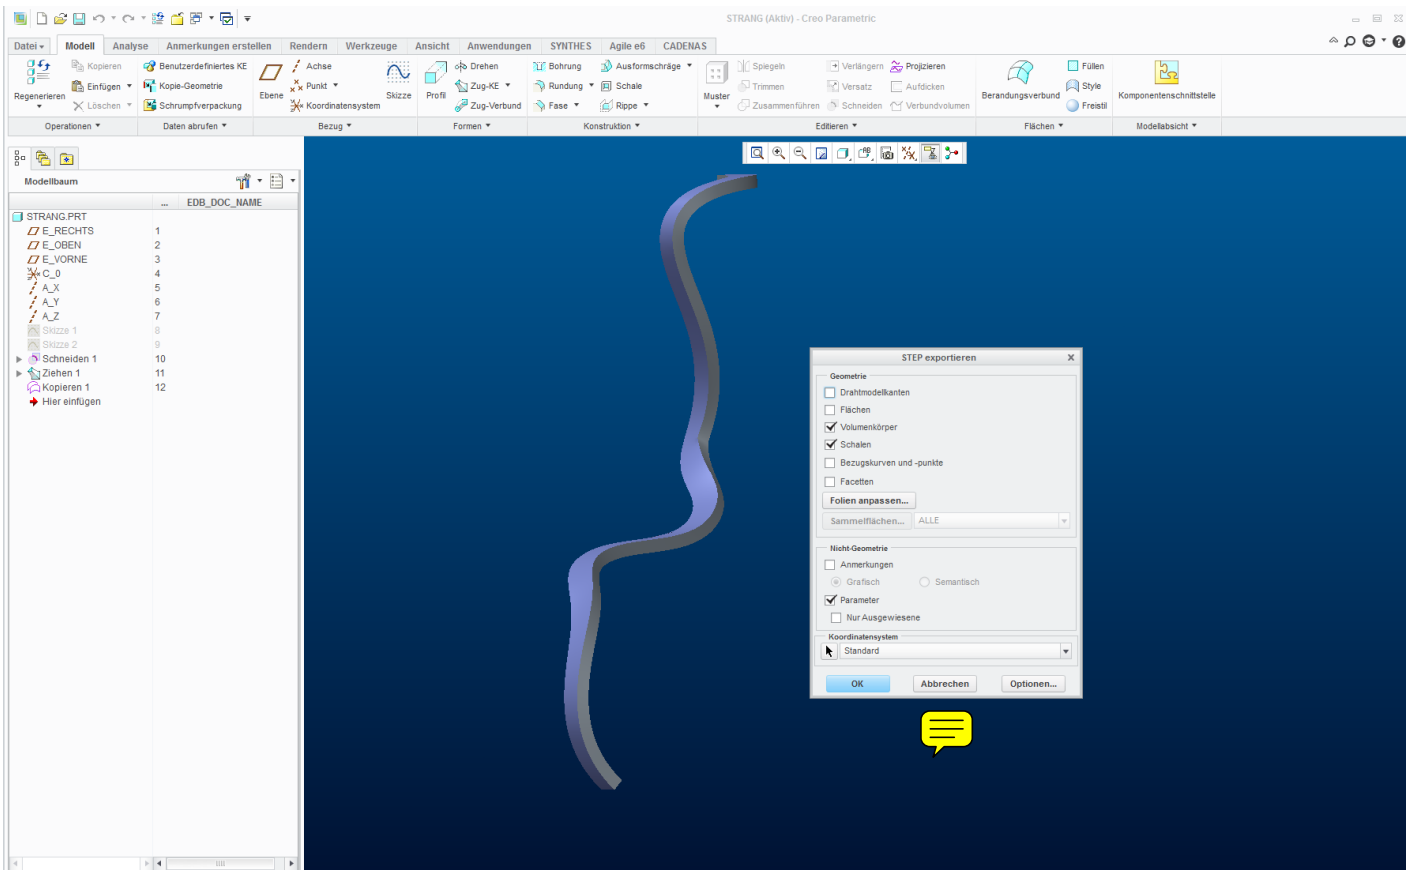 STRANG (Aktiv) - Creo Parametric
Datei Modell Analyse Anmerkungen erstellen Rendern Werkzeuge Ansicht Anwendungen SYNTHES Agile e6 CADENAS
Regenerieren
Kopieren
Einfügen
Löschen
Operationen
Benutzerdefiniertes KE
Kopie-Geometrie
Schrumpfverpackung
Daten abrufen
Ebene
Achse
Punkt
Koordinatensystem
Skizze
Bezug
Profil
Drehen
Zug-KE
Zug-Verbund
Formen
Bohrung
Rundung
Fase
Ausformschräge
Schale
Rippe
Konstruktion
Muster
Spiegeln
Trimmen
Zusammenführen
Verlängern
Versatz
Schneiden
Projizieren
Aufdicken
Verbundvolumen
Editieren
Berandungsverbund
Füllen
Style
Freistil
Flächen
Komponentenschnittstelle
Modellabsicht
Modellbaum
... EDB_DOC_NAME
STRANG.PRT
E_RECHTS 1
E_OBEN 2
E_VORNE 3
C_0 4
A_X 5
A_Y 6
A_Z 7
Skizze 1 8
Skizze 2 9
Schneiden 1 10
Ziehen 1 11
Kopieren 1 12
Hier einfügen
STEP exportieren
Geometrie
Drahtmodellkanten
Flächen
Volumenkörper
Schalen
Bezugskurven und -punkte
Facetten
Folien anpassen...
Sammelflächen... ALLE
Nicht-Geometrie
Anmerkungen
Grafisch Semantisch
Parameter
Nur Ausgewiesene
Koordinatensystem
Standard
OK Abbrechen Optionen...